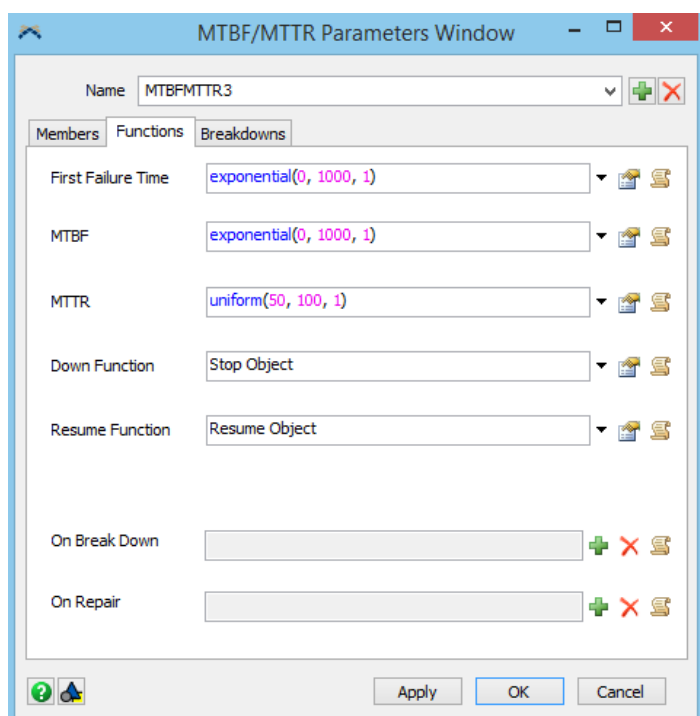 MTBF/MTTR Parameters Window
Name MTBFMTTR3
Members Functions Breakdowns
First Failure Time exponential(0, 1000, 1)
MTBF exponential(0, 1000, 1)
MTTR uniform(50, 100, 1)
Down Function Stop Object
Resume Function Resume Object
On Break Down
On Repair
Apply OK Cancel